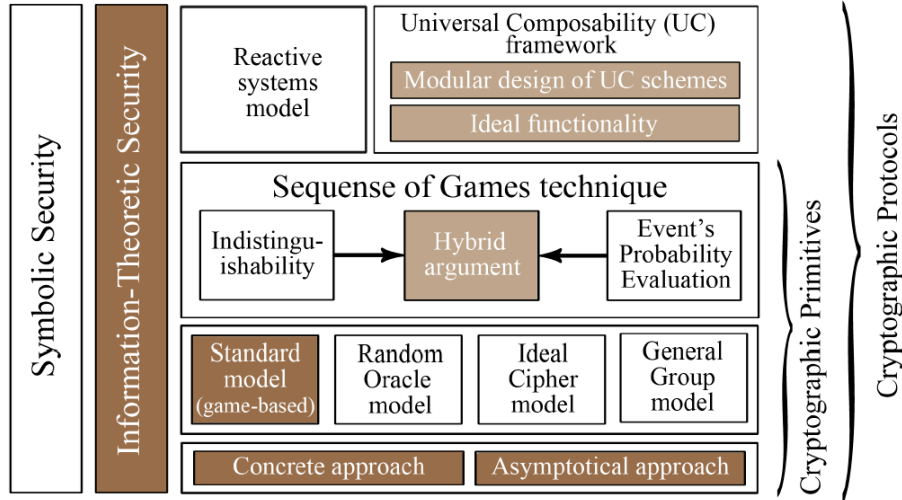 Symbolic Security
Information-Theoretic Security
Reactive
systems
model
Universal Composability (UC)
framework
Modular design of UC schemes
Ideal functionality
Sequense of Games technique
Indistingu-
ishability
Hybrid
argument
Event's
Probability
Evaluation
Standard
model
(game-based)
Random
Oracle
model
Ideal
Cipher
model
General
Group
model
Concrete approach
Asymptotical approach
Cryptographic Primitives
Cryptographic Protocols